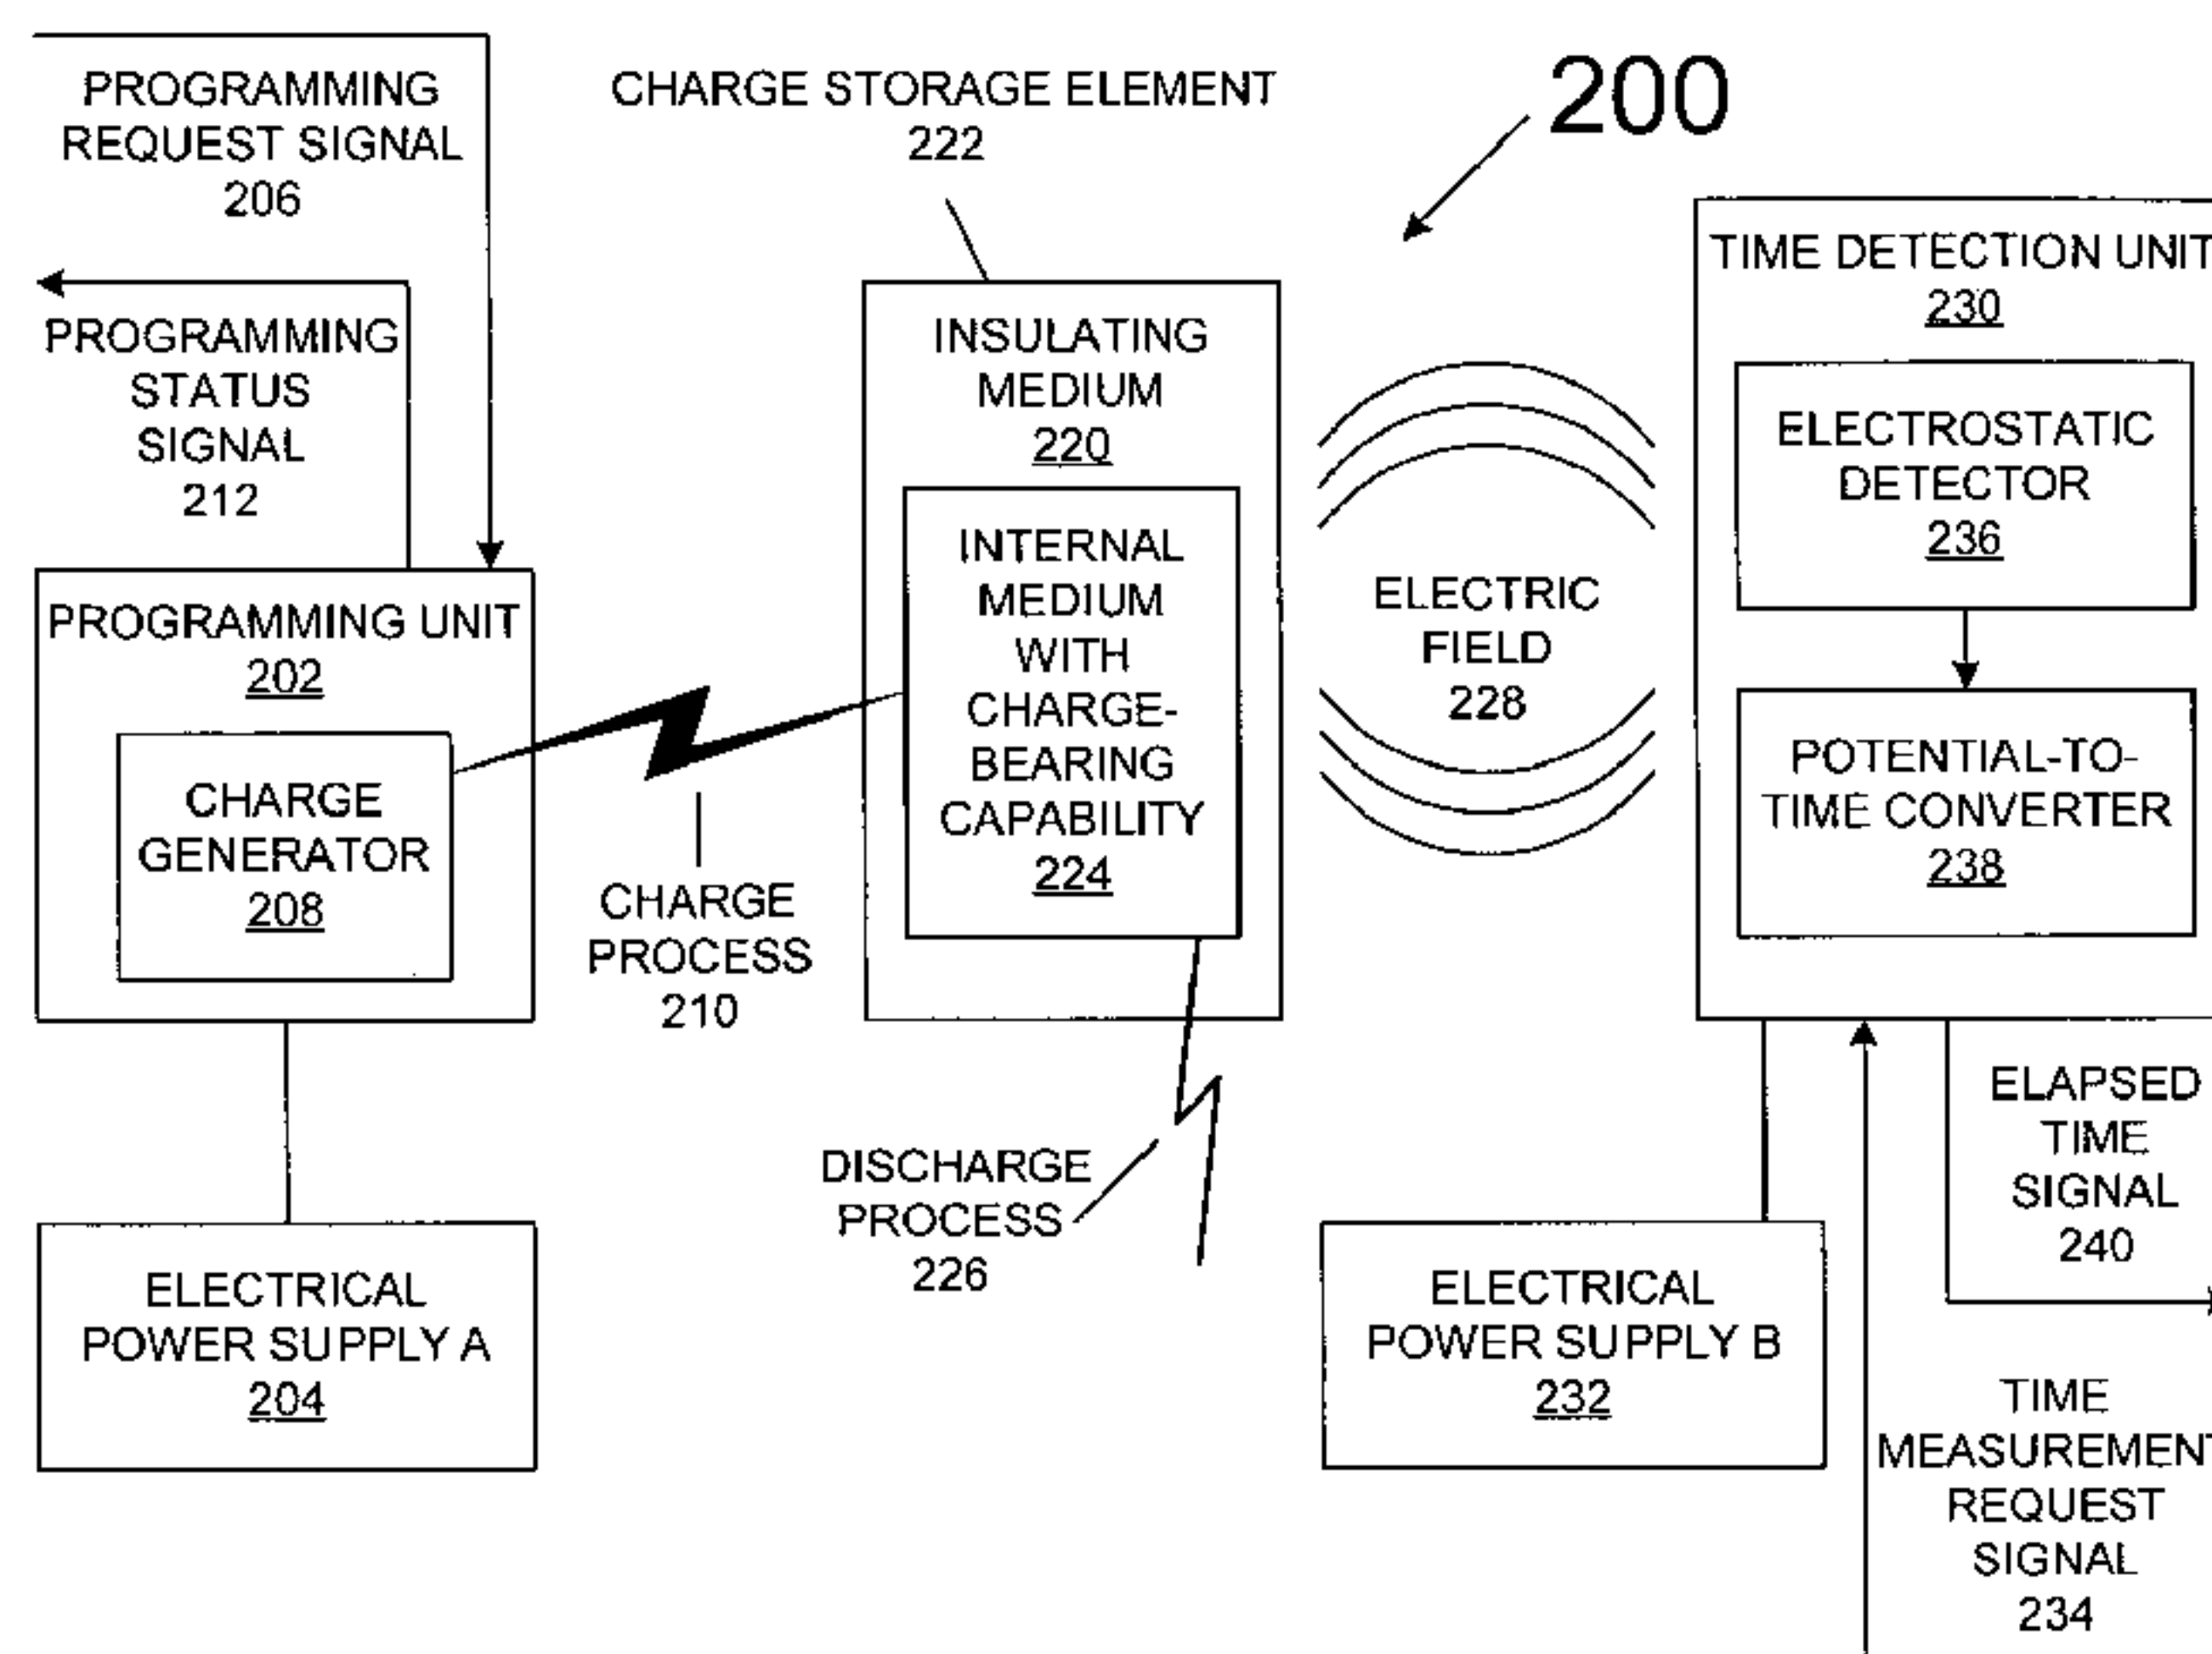 PROGRAMMING
REQUEST SIGNAL
206
PROGRAMMING
STATUS
SIGNAL
212
PROGRAMMING UNIT
202
CHARGE
GENERATOR
208
ELECTRICAL
POWER SUPPLY A
204
CHARGE PROCESS
210
CHARGE STORAGE ELEMENT
222
INSULATING
MEDIUM
220
INTERNAL
MEDIUM
WITH
CHARGE-
BEARING
CAPABILITY
224
DISCHARGE
PROCESS
226
200
ELECTRIC
FIELD
228
TIME DETECTION UNIT
230
ELECTROSTATIC
DETECTOR
236
POTENTIAL-TO-
TIME CONVERTER
238
ELECTRICAL
POWER SUPPLY B
232
ELAPSED
TIME
SIGNAL
240
TIME
MEASUREMENT
REQUEST
SIGNAL
234